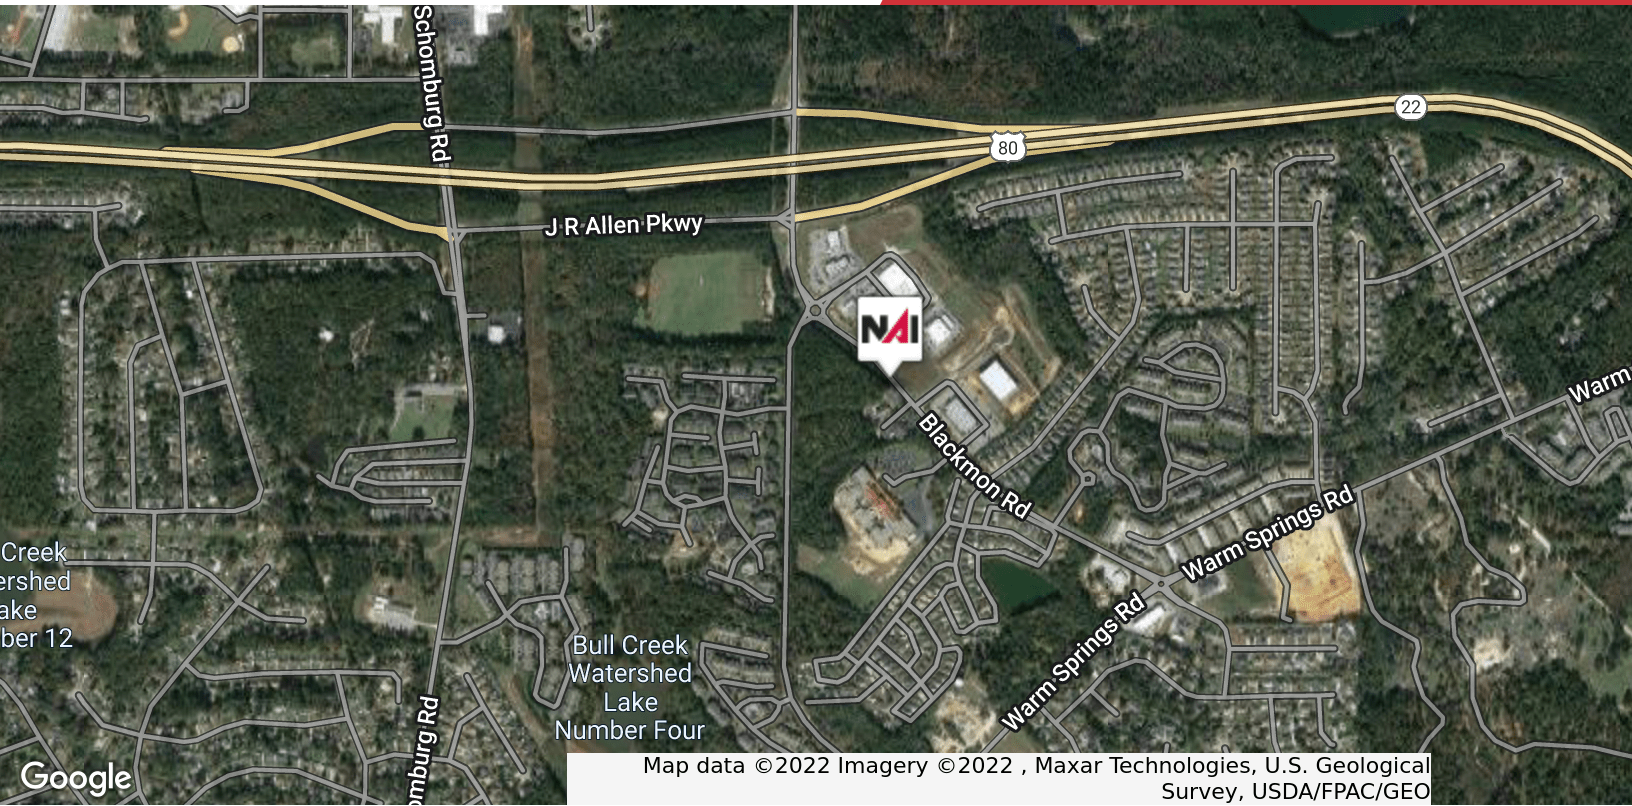 Schomburg Rd
22
80
J R Allen Pkwy
NAI
Warm
Blackmon Rd
Warm Springs Rd
Creek
ershed
ake
ber 12
Warm Springs Rd
Bull Creek
Watershed
Lake
Number Four
omburg Rd
Google
Map data ©2022 Imagery ©2022 , Maxar Technologies, U.S. Geological
Survey, USDA/FPAC/GEO